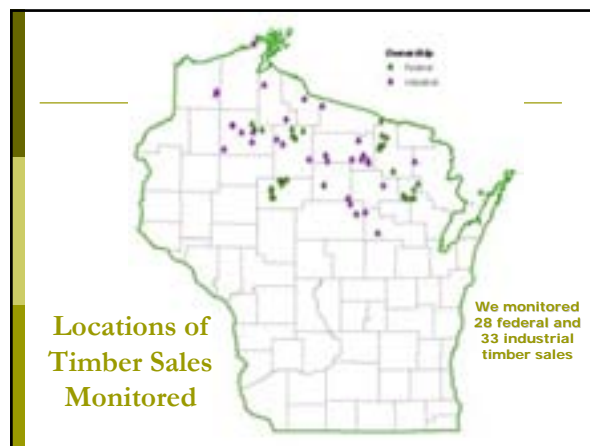 Ownership
Federal
Industrial
Locations of
Timber Sales
Monitored
We monitored
28 federal and
33 industrial
timber sales